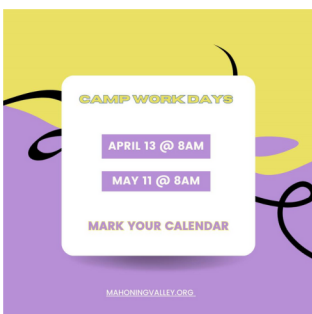 CAMP WORK DAYS
APRIL 13 @ 8AM
MAY 11 @ 8AM
MARK YOUR CALENDAR
MAHONINGVALLEY.ORG